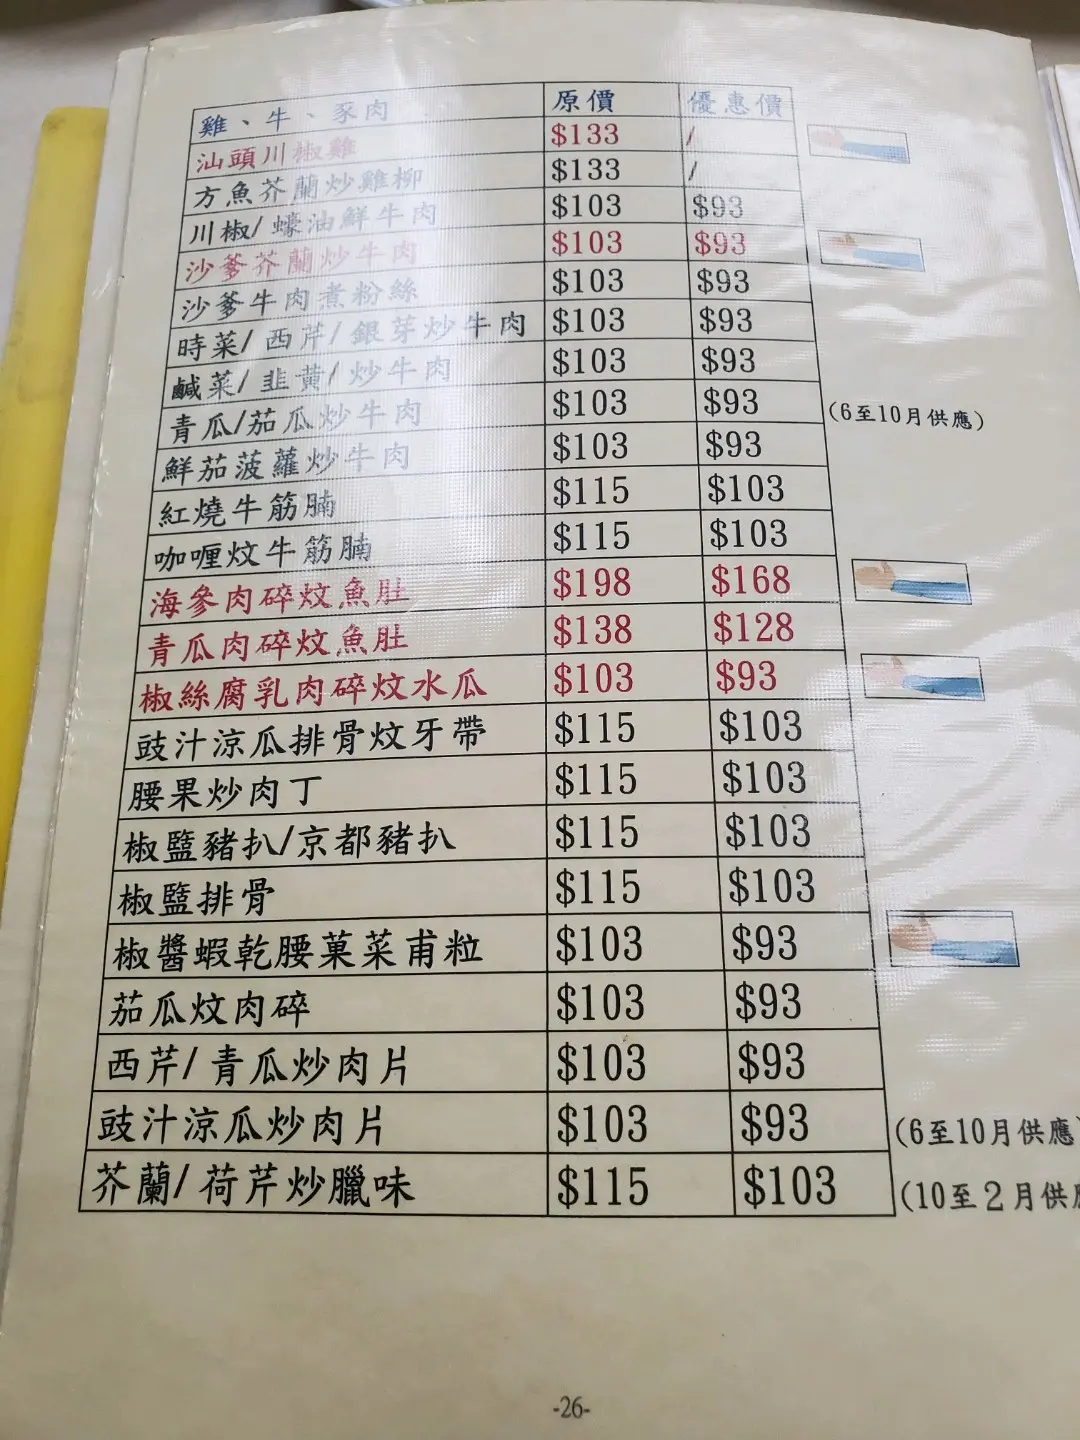 雞、牛、豕肉 原價 優惠價
汕頭川椒雞 $133 /
方魚芥蘭炒雞柳 $133 /
川椒/蠔油鮮牛肉 $103 $93
沙爹芥蘭炒牛肉 $103 $93
沙爹牛肉煮粉絲 $103 $93
時菜/西芹/銀芽炒牛肉 $103 $93
鹹菜/韭黃/炒牛肉 $103 $93
青瓜/茄瓜炒牛肉 $103 $93 (6至10月供應)
鮮茄菠蘿炒牛肉 $103 $93
紅燒牛筋腩 $115 $103
咖喱炆牛筋腩 $115 $103
海參肉碎炆魚肚 $198 $168
青瓜肉碎炆魚肚 $138 $128
椒絲腐乳肉碎炆水瓜 $103 $93
豉汁涼瓜排骨炆牙帶 $115 $103
腰果炒肉丁 $115 $103
椒盬豬扒/京都豬扒 $115 $103
椒盬排骨 $115 $103
椒醬蝦乾腰菓菜甫粒 $103 $93
茄瓜炆肉碎 $103 $93
西芹/青瓜炒肉片 $103 $93
豉汁涼瓜炒肉片 $103 $93 (6至10月供應
芥蘭/荷芹炒臘味 $115 $103 (10至2月供
-26-